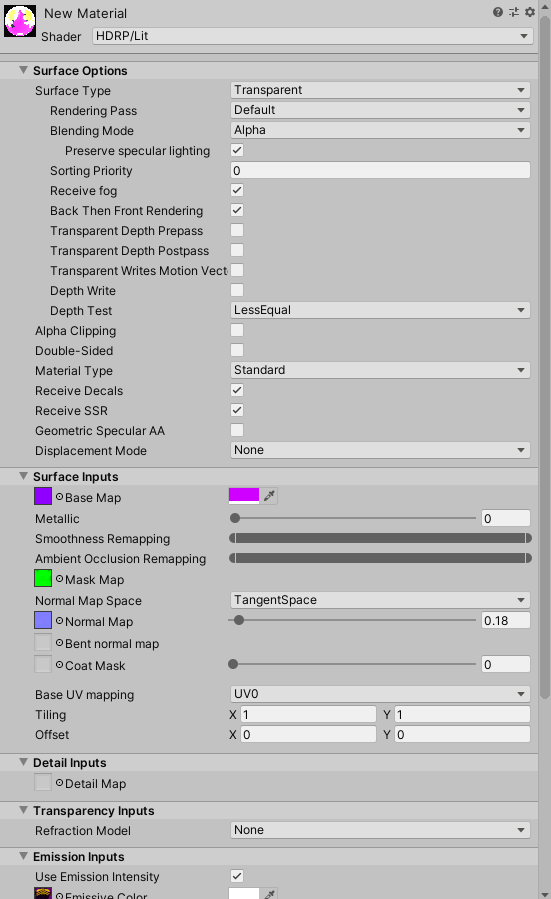 New Material
Shader HDRP/Lit
Surface Options
Surface Type Transparent
Rendering Pass Default
Blending Mode Alpha
Preserve specular lighting
Sorting Priority 0
Receive fog
Back Then Front Rendering
Transparent Depth Prepass
Transparent Depth Postpass
Transparent Writes Motion Vect
Depth Write
Depth Test LessEqual
Alpha Clipping
Double-Sided
Material Type Standard
Receive Decals
Receive SSR
Geometric Specular AA
Displacement Mode None
Surface Inputs
Base Map
Metallic 0
Smoothness Remapping
Ambient Occlusion Remapping
Mask Map
Normal Map Space TangentSpace
Normal Map 0.18
Bent normal map
Coat Mask 0
Base UV mapping UV0
Tiling X 1 Y 1
Offset X 0 Y 0
Detail Inputs
Detail Map
Transparency Inputs
Refraction Model None
Emission Inputs
Use Emission Intensity
Emissive Color